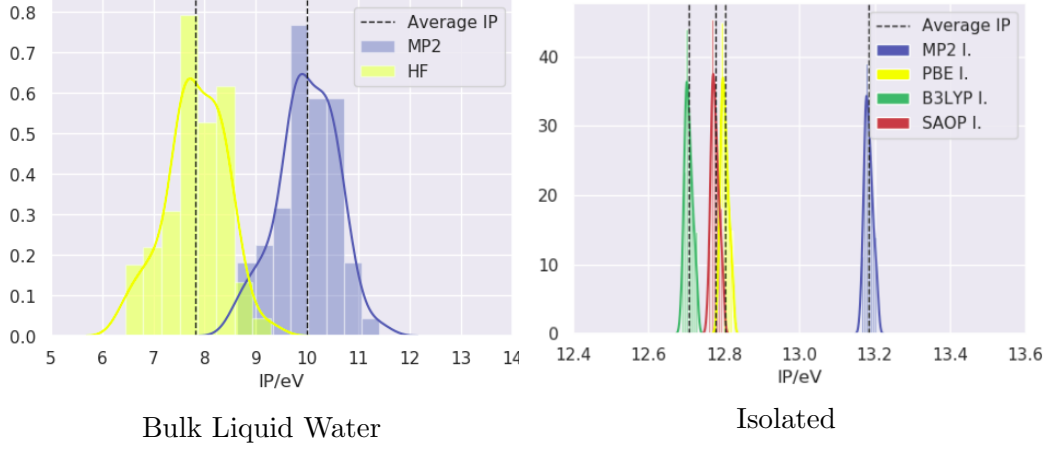 0.8
0.7
0.6
0.5
0.4
0.3
0.2
0.1
0.0
5 6 7 8 9 10 11 12 13 14
IP/eV
Average IP
MP2
HF
Bulk Liquid Water
40
30
20
10
0
12.4 12.6 12.8 13.0 13.2 13.4 13.6
IP/eV
Average IP
MP2 I.
PBE I.
B3LYP I.
SAOP I.
Isolated